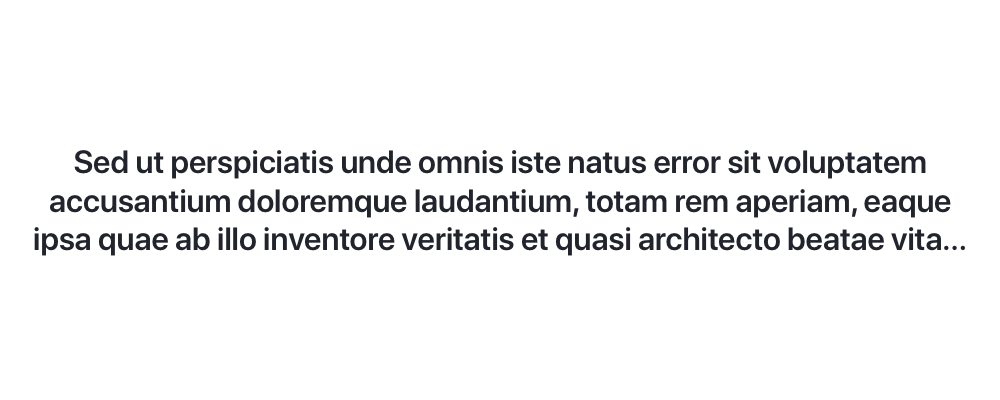 Sed ut perspiciatis unde omnis iste natus error sit voluptatem
accusantium doloremque laudantium, totam rem aperiam, eaque
ipsa quae ab illo inventore veritatis et quasi architecto beatae vita...